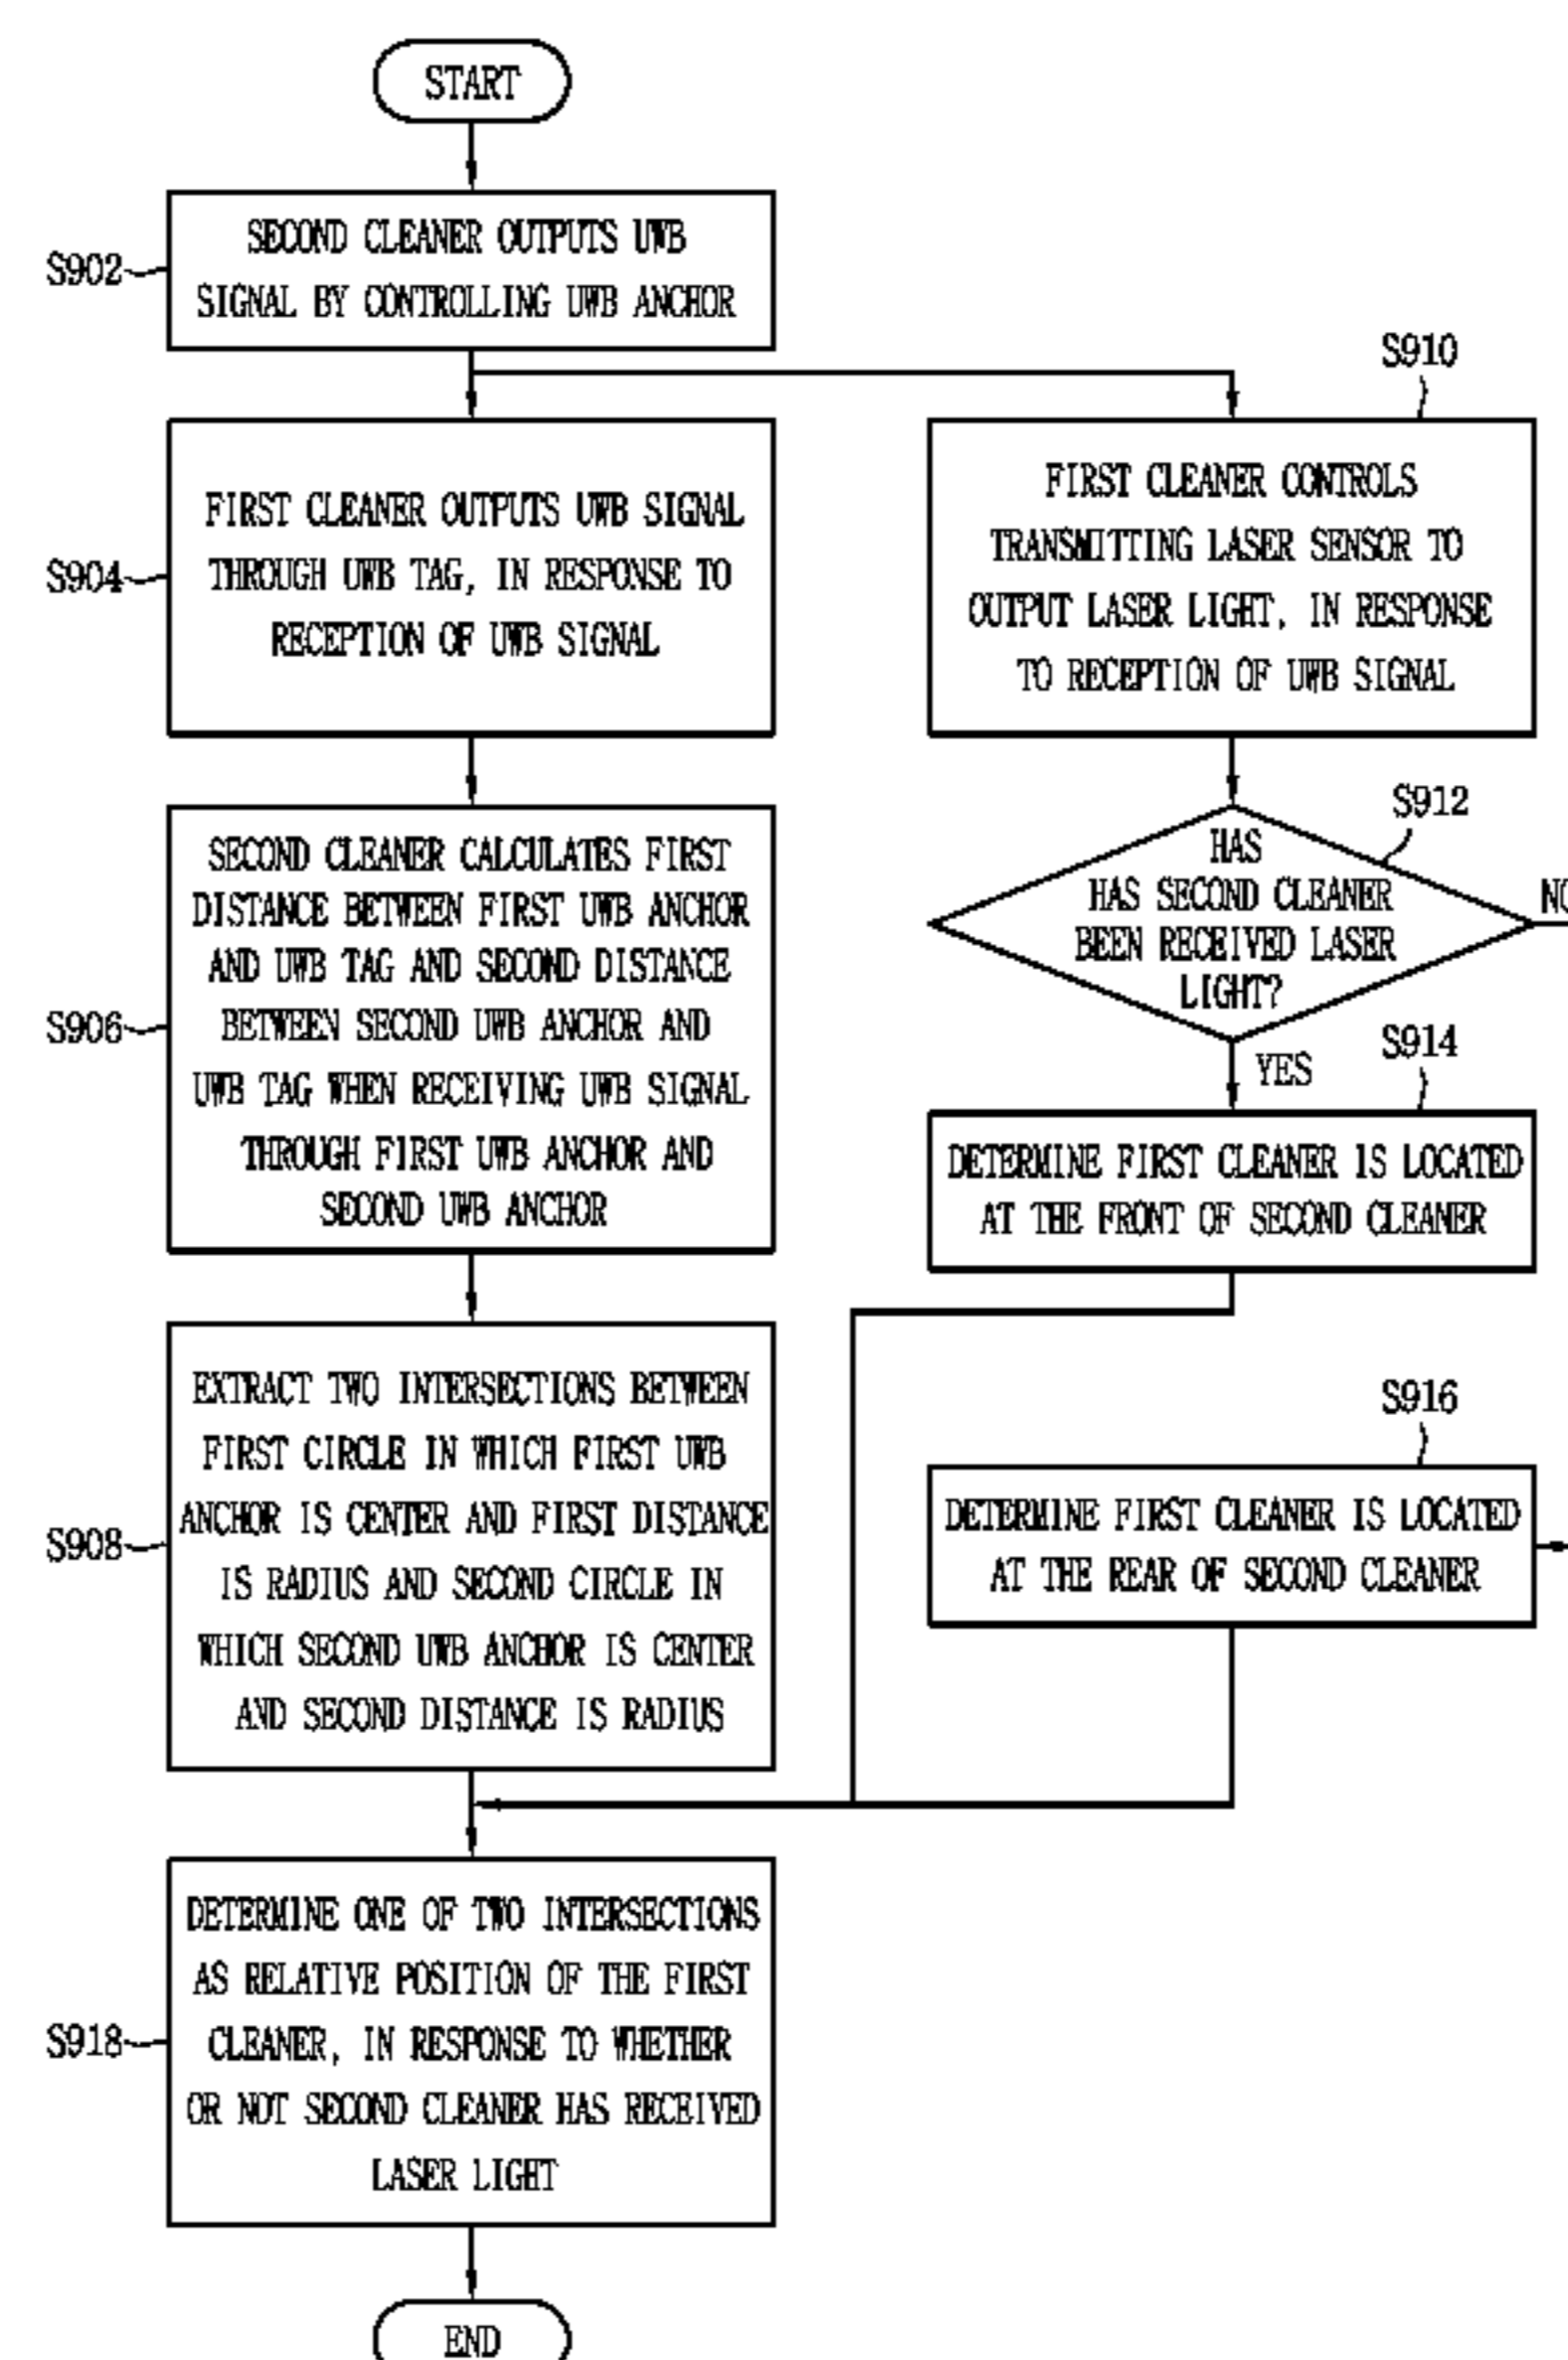 START
S902
SECOND CLEANER OUTPUTS UWB
SIGNAL BY CONTROLLING UWB ANCHOR
S904
FIRST CLEANER OUTPUTS UWB SIGNAL
THROUGH UWB TAG, IN RESPONSE TO
RECEPTION OF UWB SIGNAL
S906
SECOND CLEANER CALCULATES FIRST
DISTANCE BETWEEN FIRST UWB ANCHOR
AND UWB TAG AND SECOND DISTANCE
BETWEEN SECOND UWB ANCHOR AND
UWB TAG WHEN RECEIVING UWB SIGNAL
THROUGH FIRST UWB ANCHOR AND
SECOND UWB ANCHOR
S908
EXTRACT TWO INTERSECTIONS BETWEEN
FIRST CIRCLE IN WHICH FIRST UWB
ANCHOR IS CENTER AND FIRST DISTANCE
IS RADIUS AND SECOND CIRCLE IN
WHICH SECOND UWB ANCHOR IS CENTER
AND SECOND DISTANCE IS RADIUS
S910
FIRST CLEANER CONTROLS
TRANSMITTING LASER SENSOR TO
OUTPUT LASER LIGHT, IN RESPONSE
TO RECEPTION OF UWB SIGNAL
S912
HAS
HAS SECOND CLEANER
BEEN RECEIVED LASER
LIGHT?
NO
YES
S914
DETERMINE FIRST CLEANER IS LOCATED
AT THE FRONT OF SECOND CLEANER
S916
DETERMINE FIRST CLEANER IS LOCATED
AT THE REAR OF SECOND CLEANER
S918
DETERMINE ONE OF TWO INTERSECTIONS
AS RELATIVE POSITION OF THE FIRST
CLEANER, IN RESPONSE TO WHETHER
OR NOT SECOND CLEANER HAS RECEIVED
LASER LIGHT
END